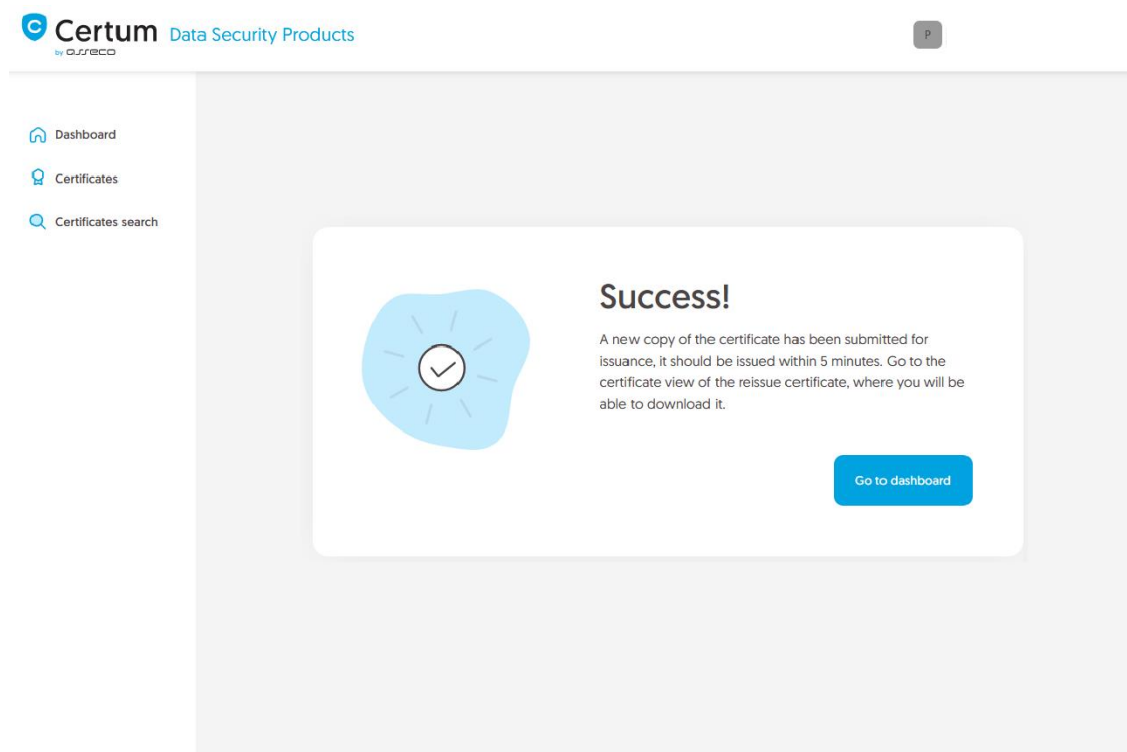 Certum Data Security Products
by asseco
P
Dashboard
Certificates
Certificates search
Success!
A new copy of the certificate has been submitted for
issuance, it should be issued within 5 minutes. Go to the
certificate view of the reissue certificate, where you will be
able to download it.
Go to dashboard